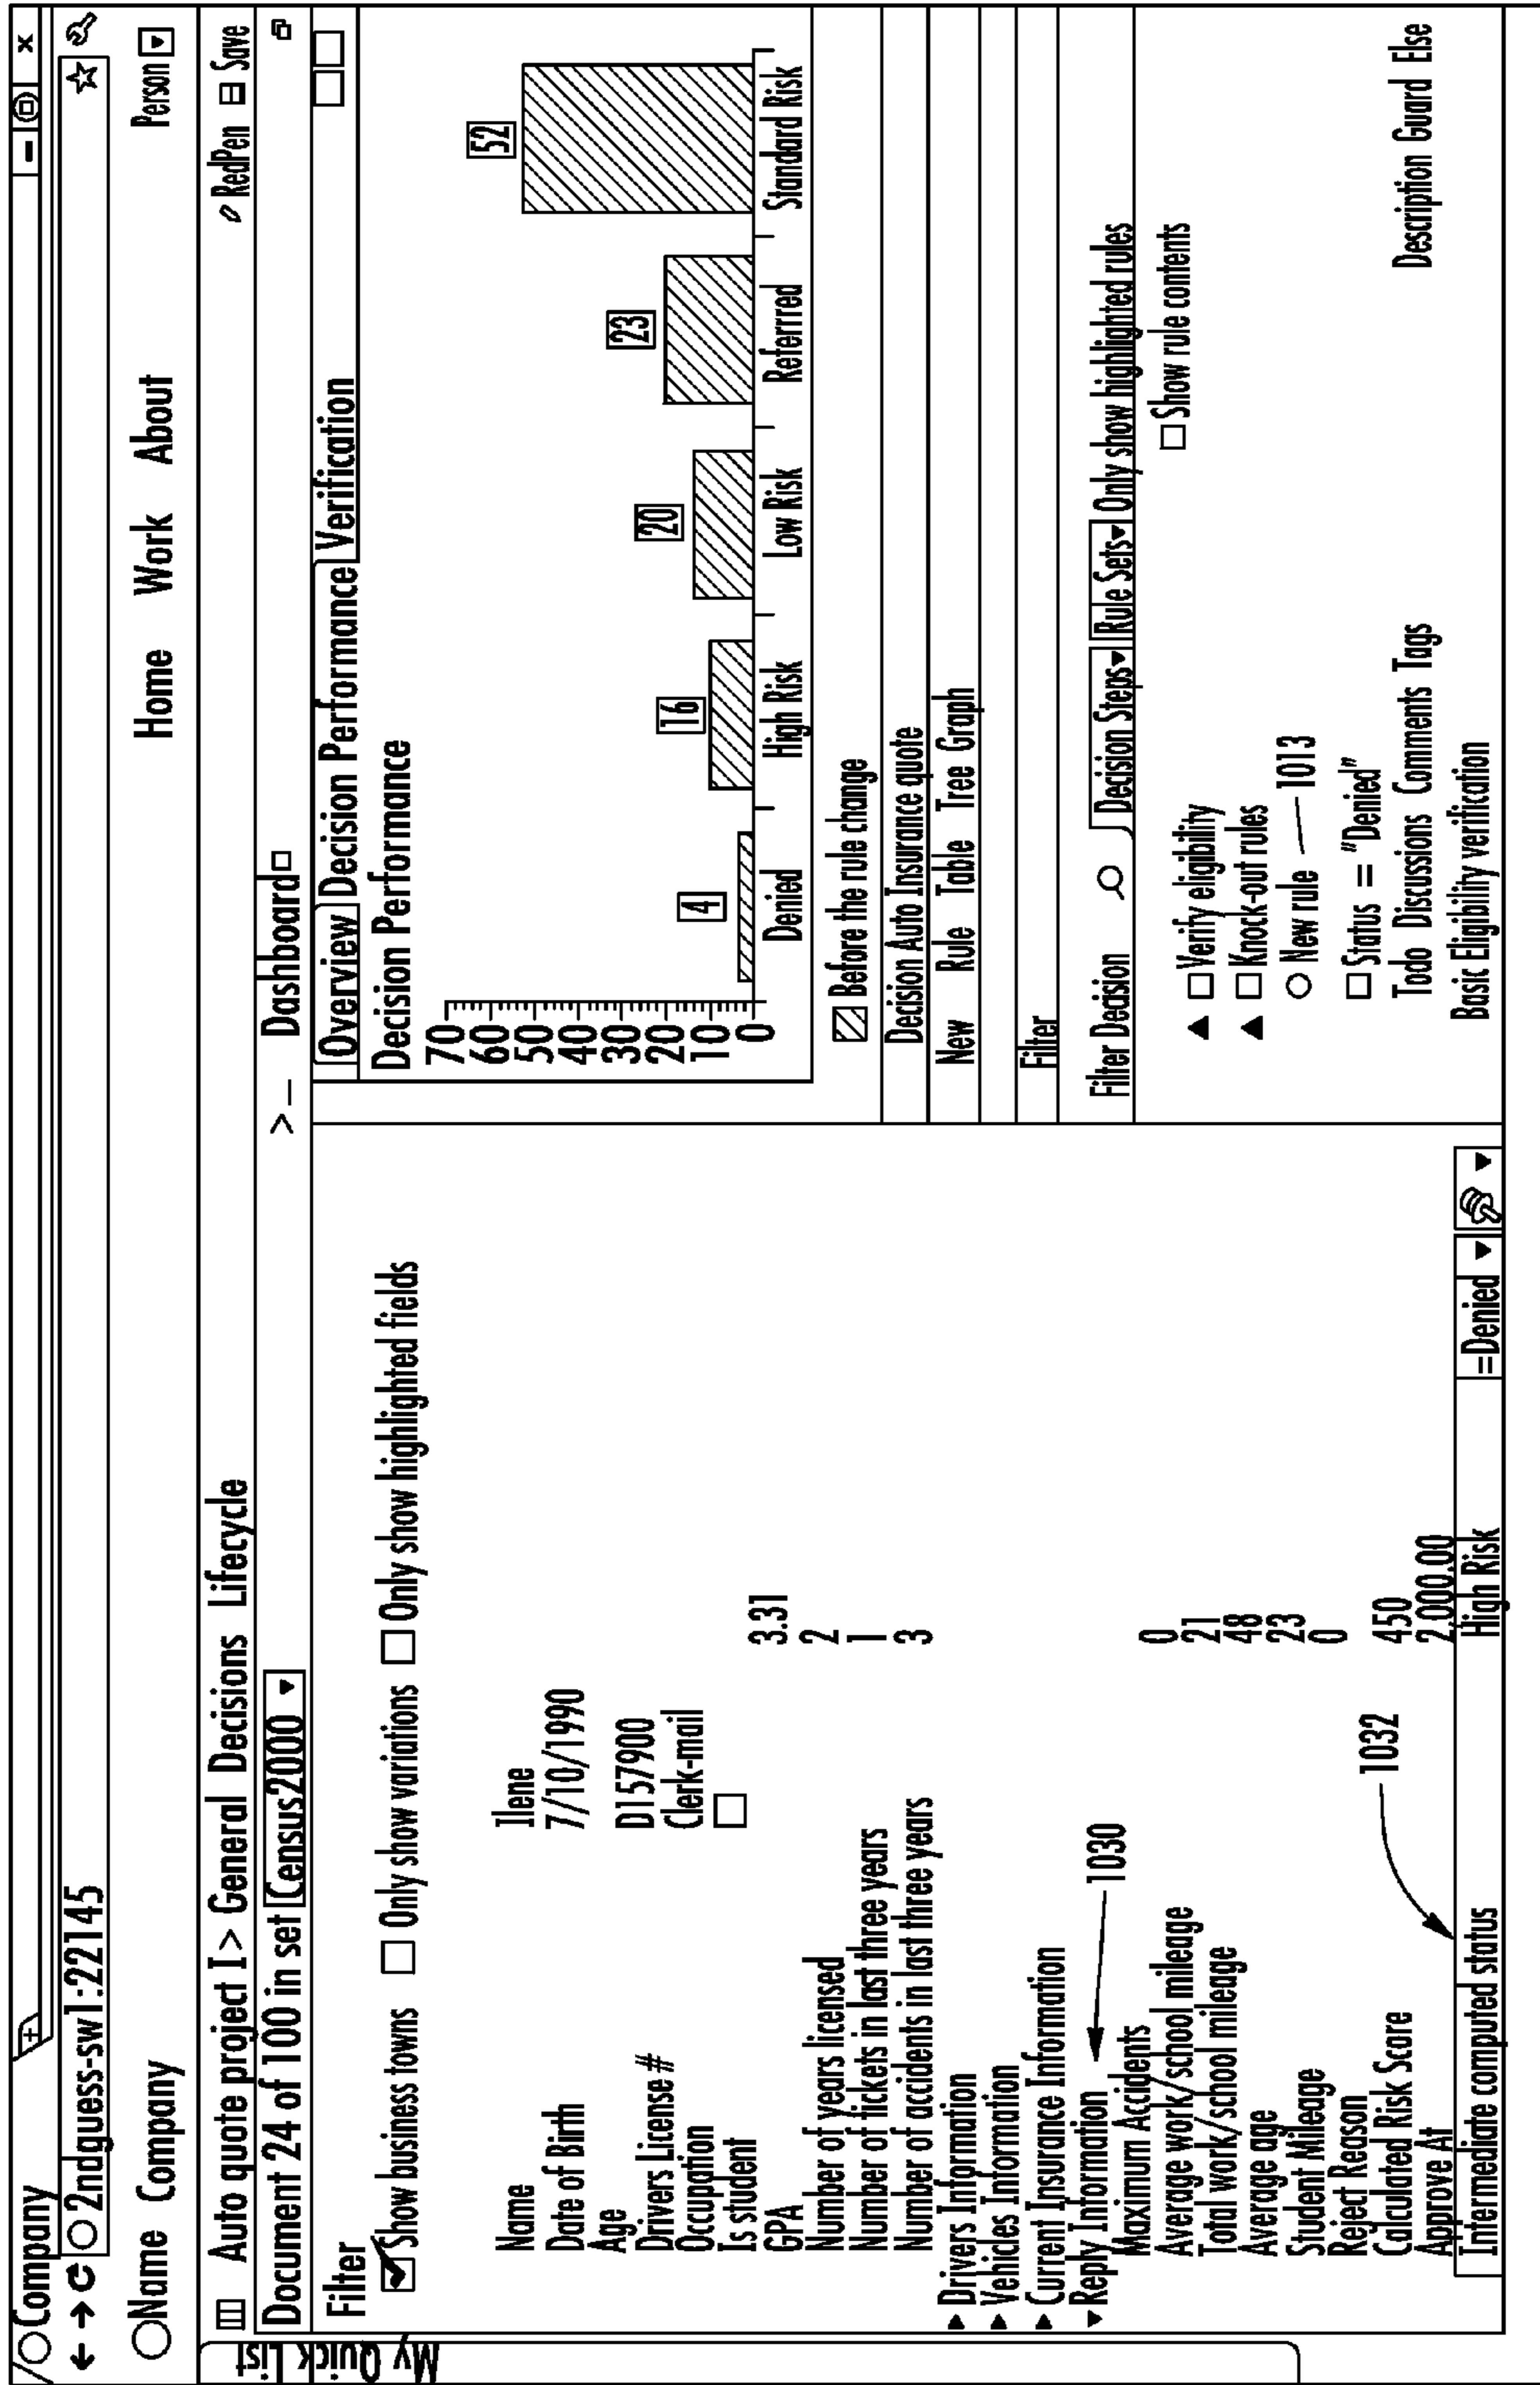 Company
2ndguess-sw1:22145
Name Company Home Work About Person
Auto quote project I > General Decisions Lifecycle RedPen Save
My Quick List
Document 24 of 100 in set Census2000
Filter
Show business towns Only show variations Only show highlighted fields
Name Ilene
Date of Birth 7/10/1990
Age
Drivers License # D157900
Occupation Clerk-mail
Is student
GPA 3.31
Number of years licensed 2
Number of tickets in last three years 1
Number of accidents in last three years 3
Drivers Information
Vehicles Information
Current Insurance Information
Reply Information 1030
Maximum Accidents 0
Average work/school mileage 21
Total work/school mileage 48
Average age 23
Student Mileage 0
Reject Reason
Calculated Risk Score 450
Approve At 2,000.00
1032
Intermediate computed status High Risk =Denied
>_ Dashboard
Overview Decision Performance Verification
Decision Performance
70
60
50
40
30
20
10
0
4 16 20 23 52
Denied High Risk Low Risk Referrred Standard Risk
Before the rule change
Decision Auto Insurance quote
New Rule Table Tree Graph
Filter
Filter Decision Decision Steps Rule Sets Only show highlighted rules
Show rule contents
Verify eligibility
Knock-out rules
New rule 1013
Status = "Denied"
Todo Discussions Comments Tags Description Guard Else
Basic Eligibility verification